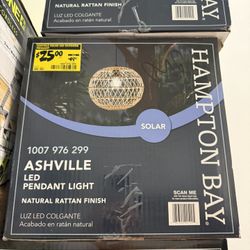 NATURAL RATTAN FINISH
LUZ LED COLGANTE
Acabado en ratán natural
$25.00
HAMPTON BAY
SOLAR
1007 976 299
ASHVILLE
LED
PENDANT LIGHT
NATURAL RATTAN FINISH
LUZ LED COLGANTE
Acabado en ratán natural
SCAN ME